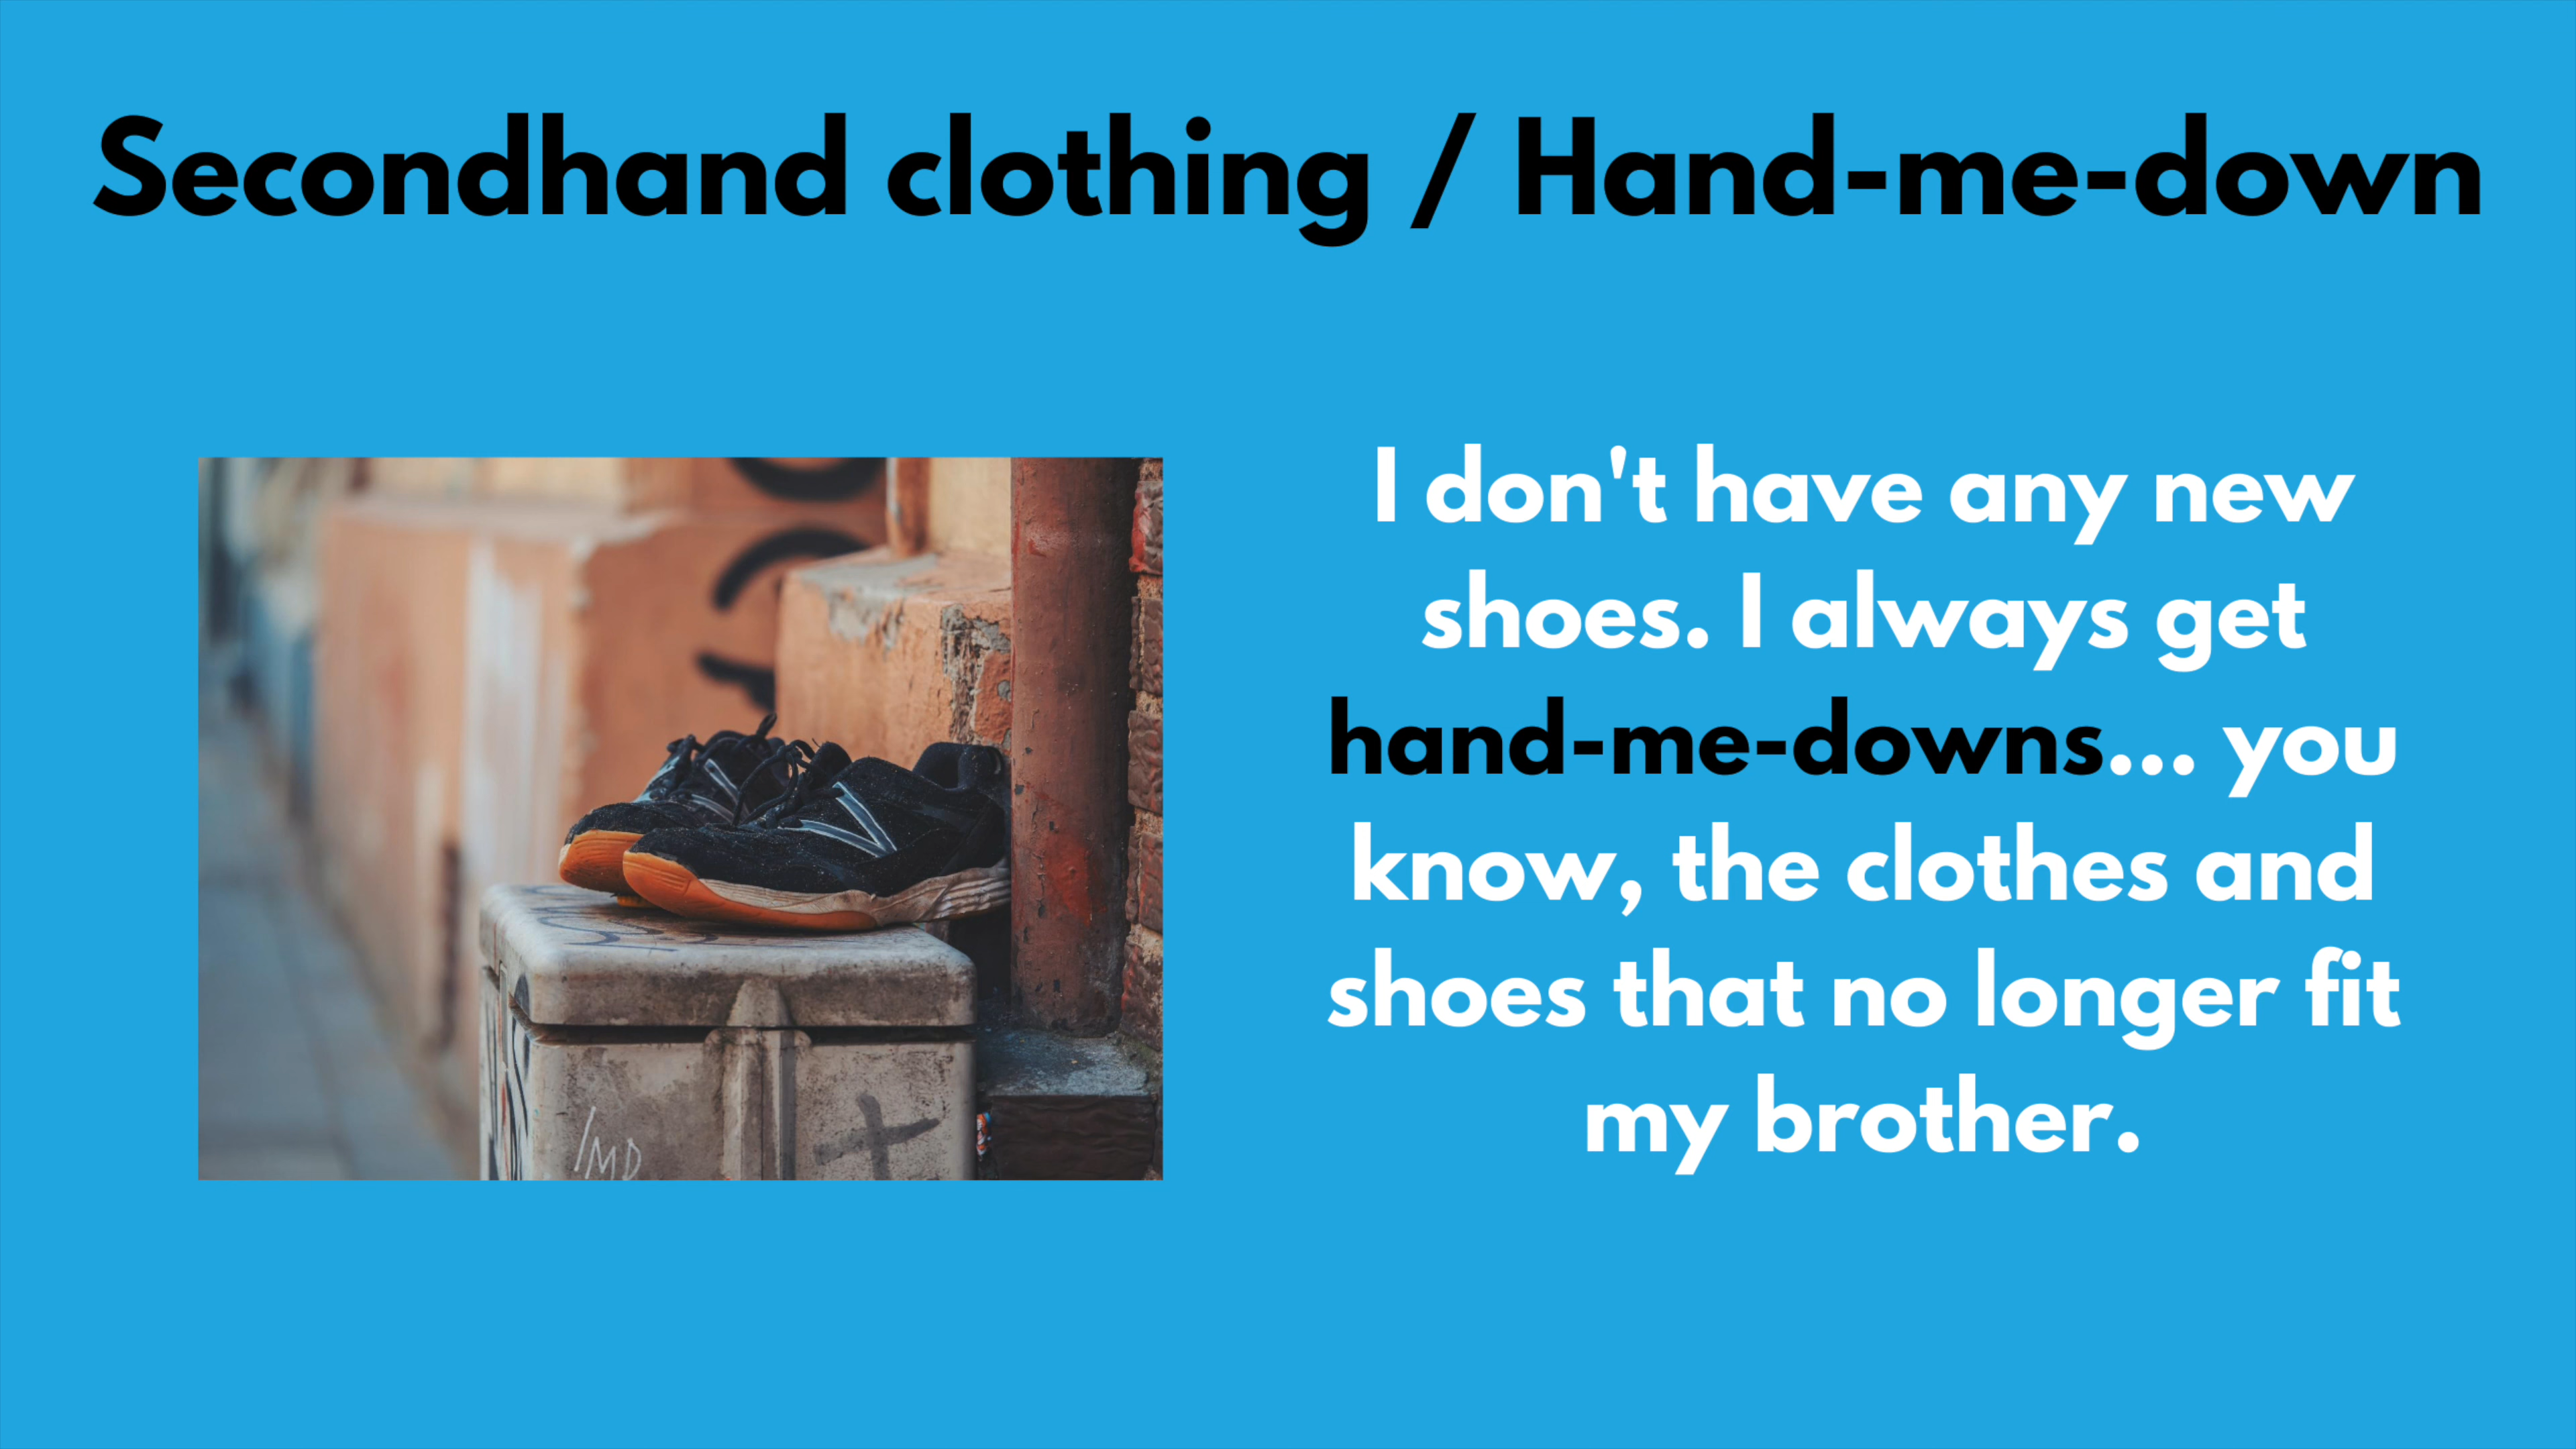 Secondhand clothing / Hand-me-down
I don't have any new
shoes. I always get
hand-me-downs... you
know, the clothes and
shoes that no longer fit
my brother.
IMD